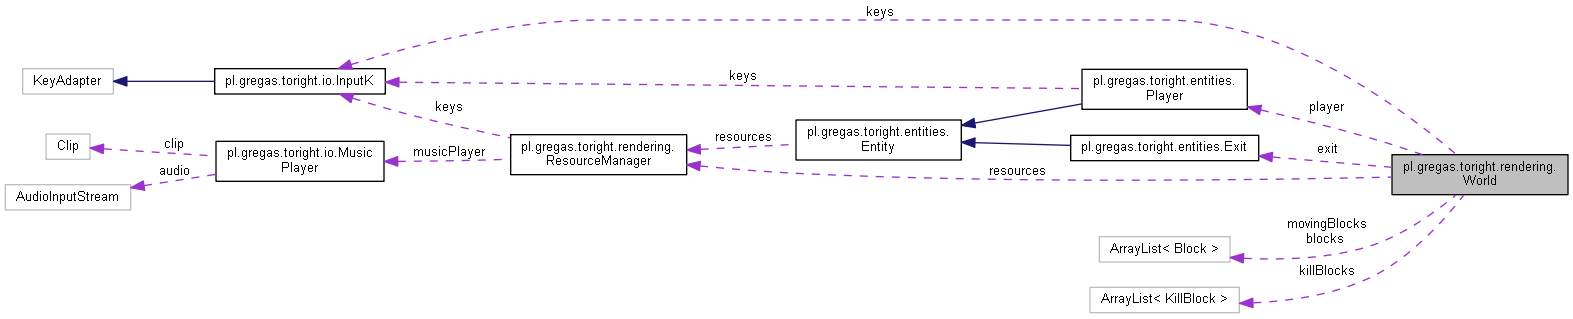 keys
KeyAdapter
pl.gregas.toright.io.InputK
keys
pl.gregas.toright.entities.
Player
keys
player
Clip
clip
pl.gregas.toright.io.Music
Player
musicPlayer
pl.gregas.toright.rendering.
ResourceManager
resources
pl.gregas.toright.entities.
Entity
pl.gregas.toright.entities.Exit
exit
pl.gregas.toright.rendering.
World
audio
AudioInputStream
resources
movingBlocks
blocks
ArrayList< Block >
killBlocks
ArrayList< KillBlock >